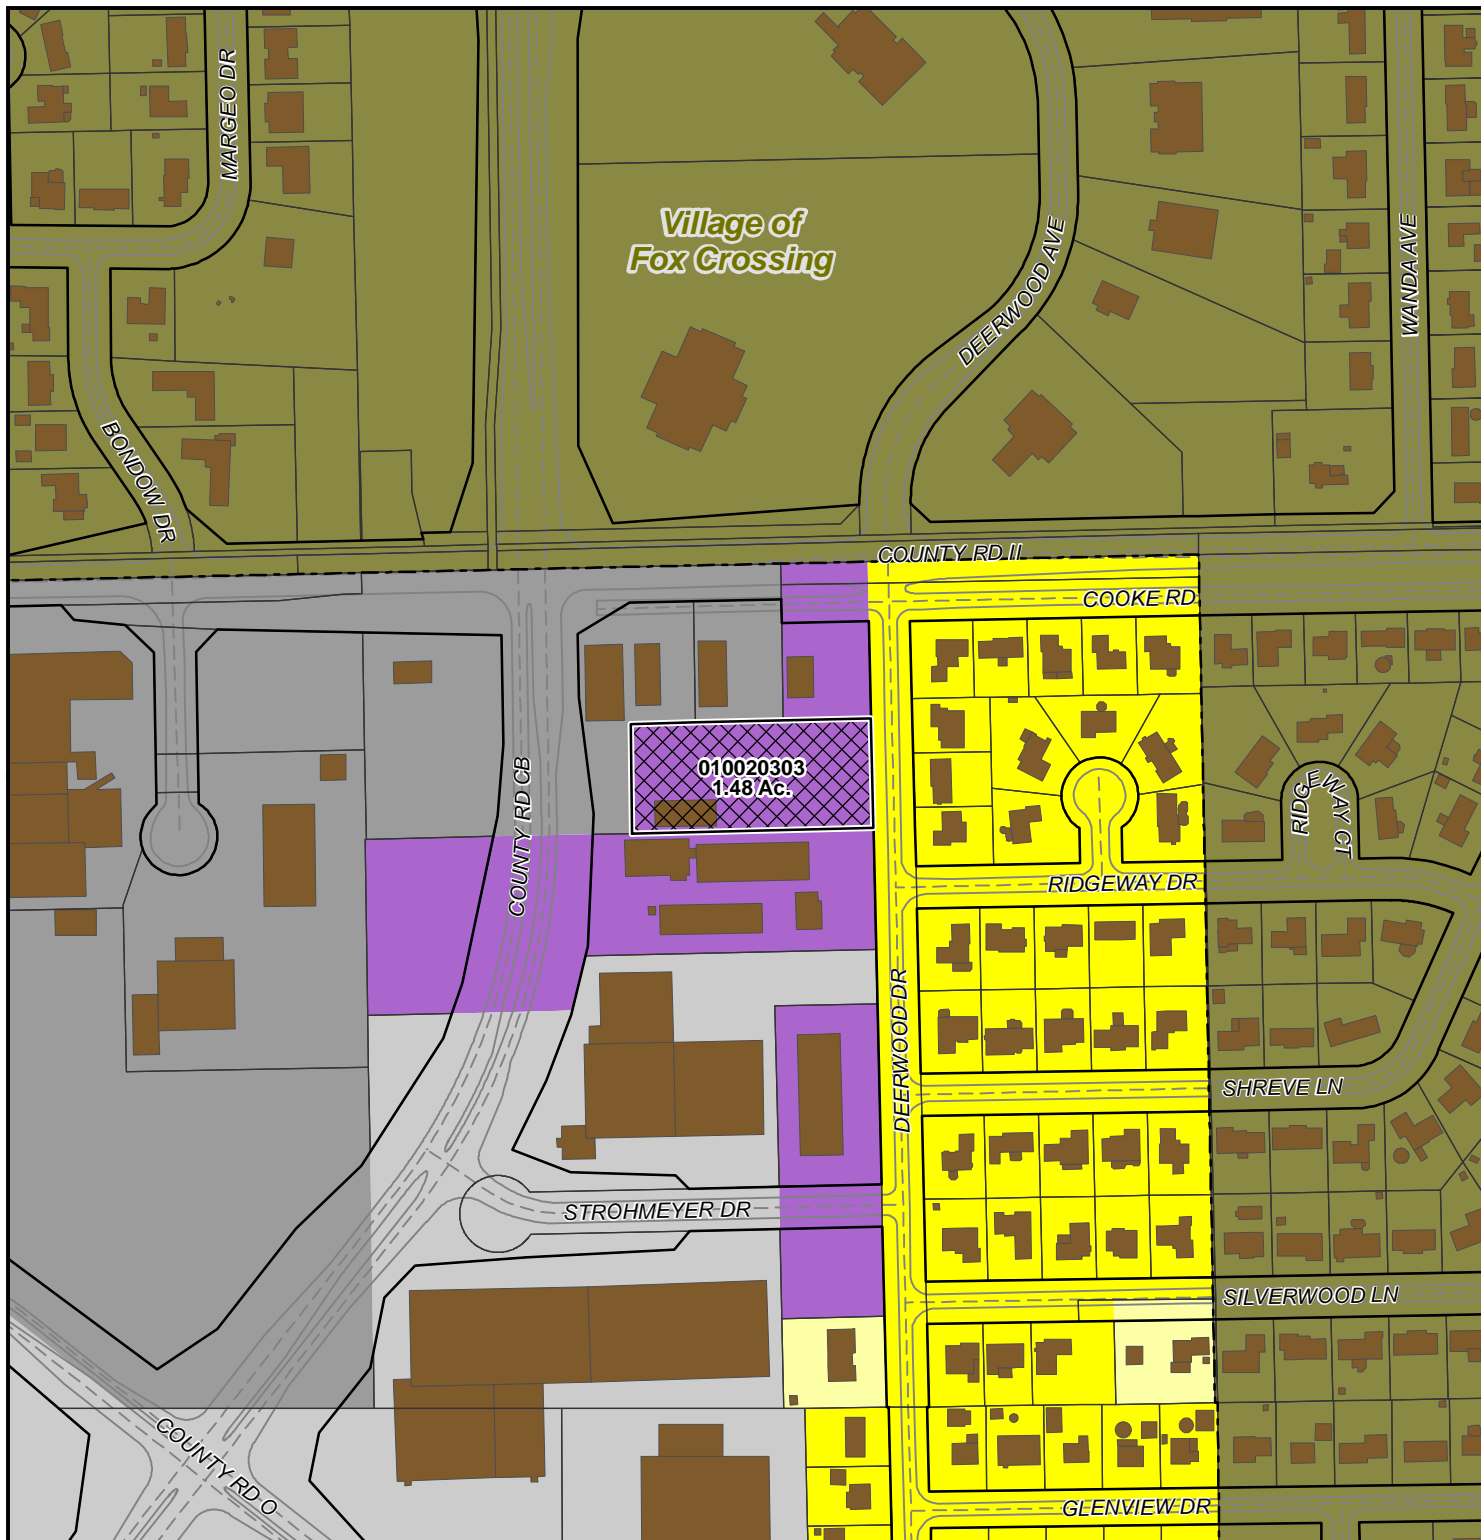 MARGEO DR
Village of
Fox Crossing
DEERWOOD AVE
WANDA AVE
BONDOW DR
COUNTY RD II
COOKE RD
010020303
1.48 Ac.
COUNTY RD CB
RIDGEWAY CT
RIDGEWAY DR
DEERWOOD DR
SHREVE LN
STROHMEYER DR
SILVERWOOD LN
COUNTY RD O
GLENVIEW DR